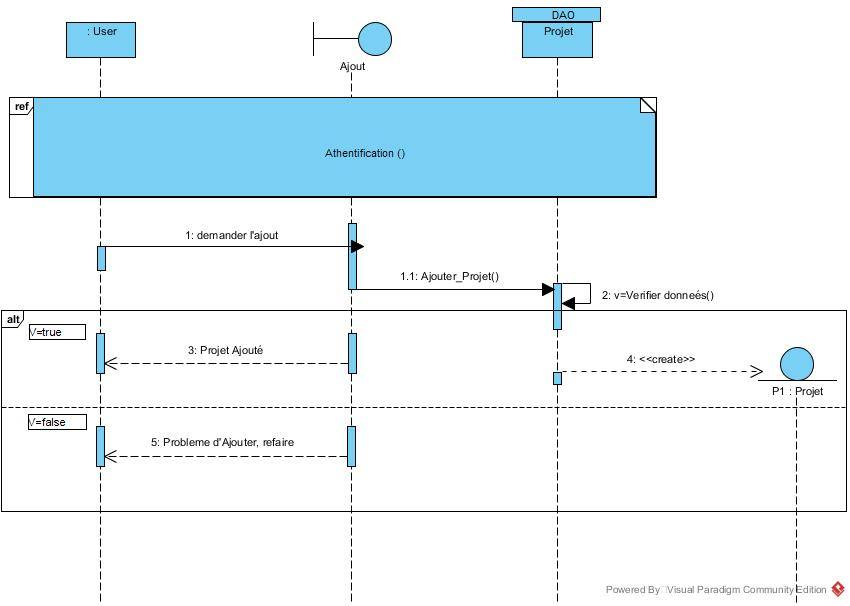 DAO
: User
Projet
Ajout
ref
Athentification ()
1: demander l'ajout
1.1: Ajouter_Projet()
2: v=Verifier donneés()
alt
V=true
3: Projet Ajouté
4: <<create>>
P1 : Projet
V=false
5: Probleme d'Ajouter, refaire
Powered By Visual Paradigm Community Edition